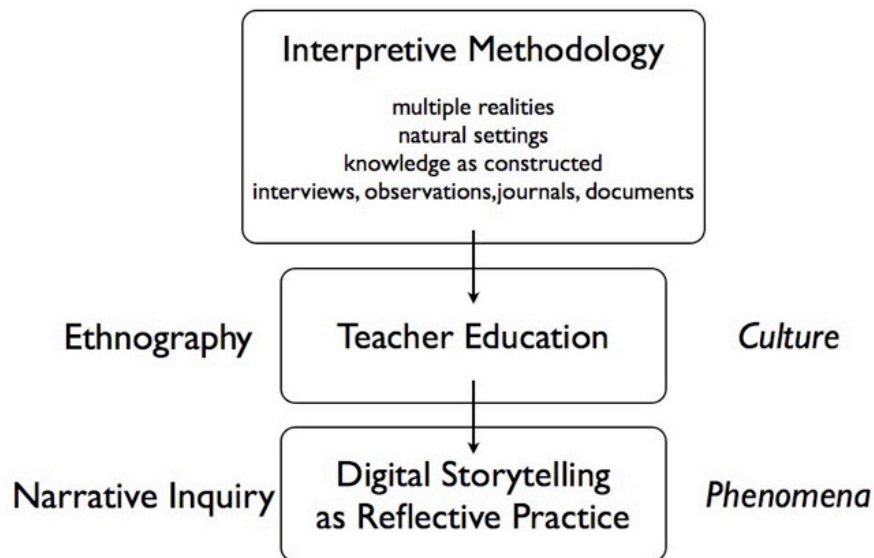 Interpretive Methodology
multiple realities
natural settings
knowledge as constructed
interviews, observations,journals, documents
Ethnography
Teacher Education
Culture
Narrative Inquiry
Digital Storytelling
as Reflective Practice
Phenomena